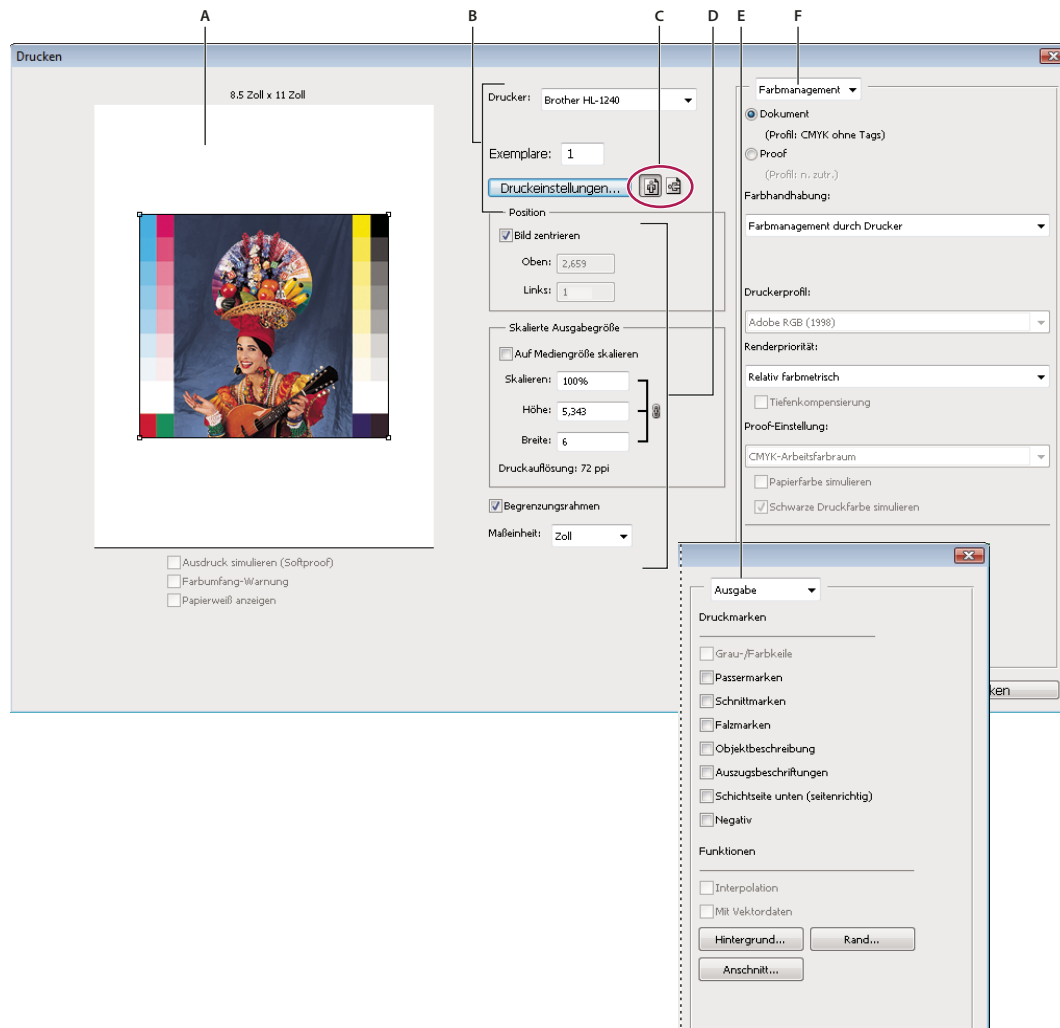 A B C D E F
Drucken
8.5 Zoll x 11 Zoll
Drucker: Brother HL-1240
Exemplare: 1
Druckeinstellungen...
Position
Bild zentrieren
Oben: 2,659
Links: 1
Skalierte Ausgabegröße
Auf Mediengröße skalieren
Skalieren: 100%
Höhe: 5,343
Breite: 6
Druckauflösung: 72 ppi
Begrenzungsrahmen
Maßeinheit: Zoll
Ausdruck simulieren (Softproof)
Farbumfang-Warnung
Papierweiß anzeigen
Farbmanagement
Dokument
(Profil: CMYK ohne Tags)
Proof
(Profil: n. zutr.)
Farbhandhabung:
Farbmanagement durch Drucker
Druckerprofil:
Adobe RGB (1998)
Renderpriorität:
Relativ farbmetrisch
Tiefenkompensierung
Proof-Einstellung:
CMYK-Arbeitsfarbraum
Papierfarbe simulieren
Schwarze Druckfarbe simulieren
ken
Ausgabe
Druckmarken
Grau-/Farbkeile
Passermarken
Schnittmarken
Falzmarken
Objektbeschreibung
Auszugsbeschriftungen
Schichtseite unten (seitenrichtig)
Negativ
Funktionen
Interpolation
Mit Vektordaten
Hintergrund... Rand...
Anschnitt...